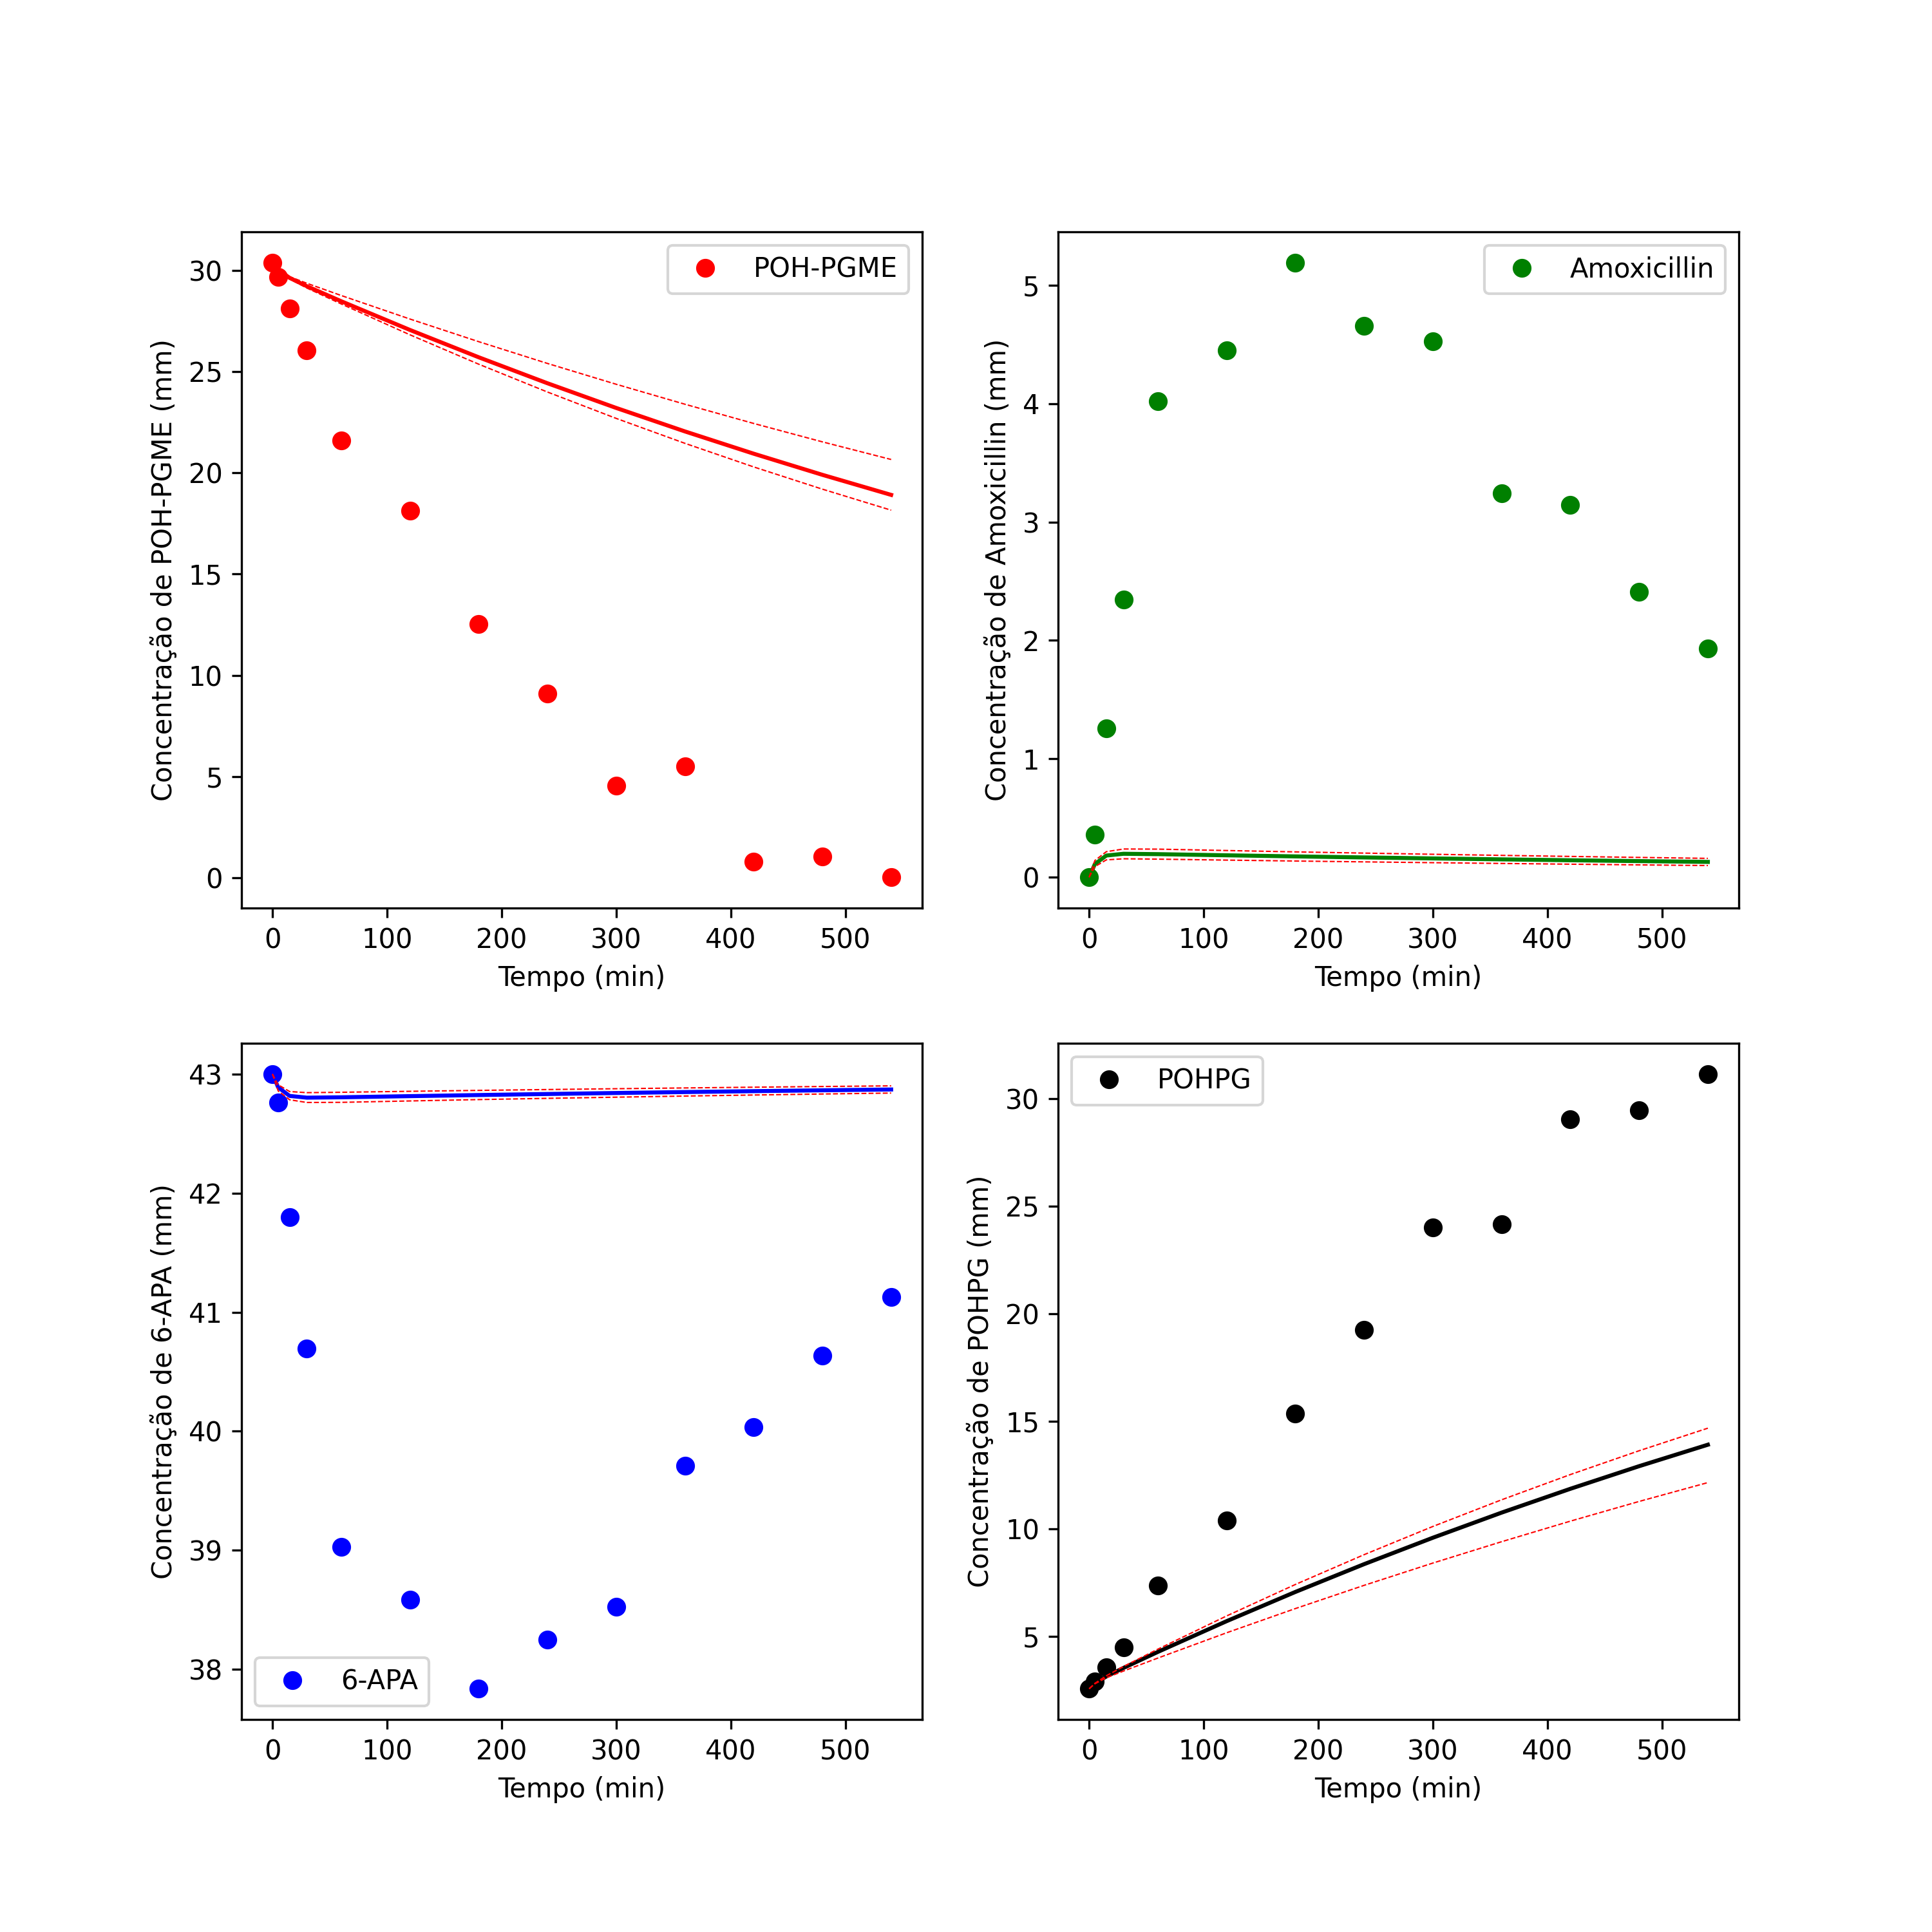 POH-PGME
Concentração de POH-PGME (mm)
30
25
20
15
10
5
0
0 100 200 300 400 500
Tempo (min)
Amoxicillin
Concentração de Amoxicillin (mm)
5
4
3
2
1
0
0 100 200 300 400 500
Tempo (min)
6-APA
Concentração de 6-APA (mm)
43
42
41
40
39
38
0 100 200 300 400 500
Tempo (min)
POHPG
Concentração de POHPG (mm)
30
25
20
15
10
5
0 100 200 300 400 500
Tempo (min)